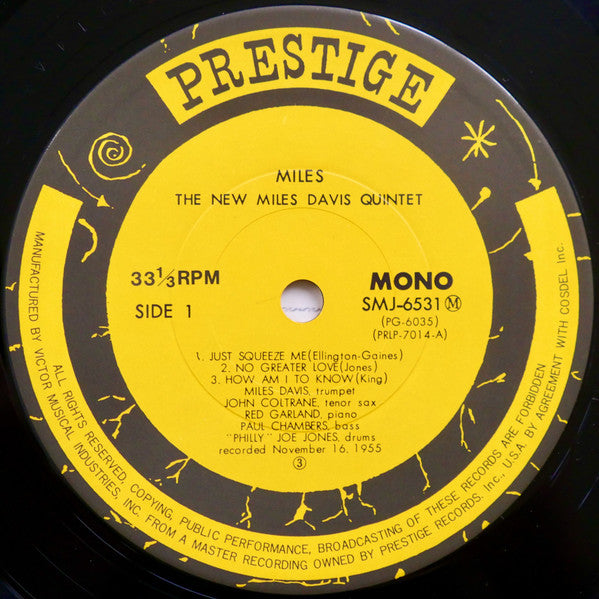 PRESTIGE
MILES
THE NEW MILES DAVIS QUINTET
33 1/3 RPM
SIDE 1
MONO
SMJ-6531 Ⓜ
(PG-6035)
(PRLP-7014-A)
1. JUST SQUEEZE ME(Ellington-Gaines)
2. NO GREATER LOVE(Jones)
3. HOW AM I TO KNOW(King)
MILES DAVIS, trumpet
JOHN COLTRANE, tenor sax
RED GARLAND, piano
PAUL CHAMBERS, bass
"PHILLY" JOE JONES, drums
recorded November 16, 1955
③
ALL RIGHTS RESERVED, COPYING, PUBLIC PERFORMANCE, BROADCASTING OF THESE RECORDS ARE FORBIDDEN
MANUFACTURED BY VICTOR MUSICAL INDUSTRIES, INC. FROM A MASTER RECORDING OWNED BY PRESTIGE RECORDS, Inc., U.S.A. BY AGREEMENT WITH COSDEL Inc.